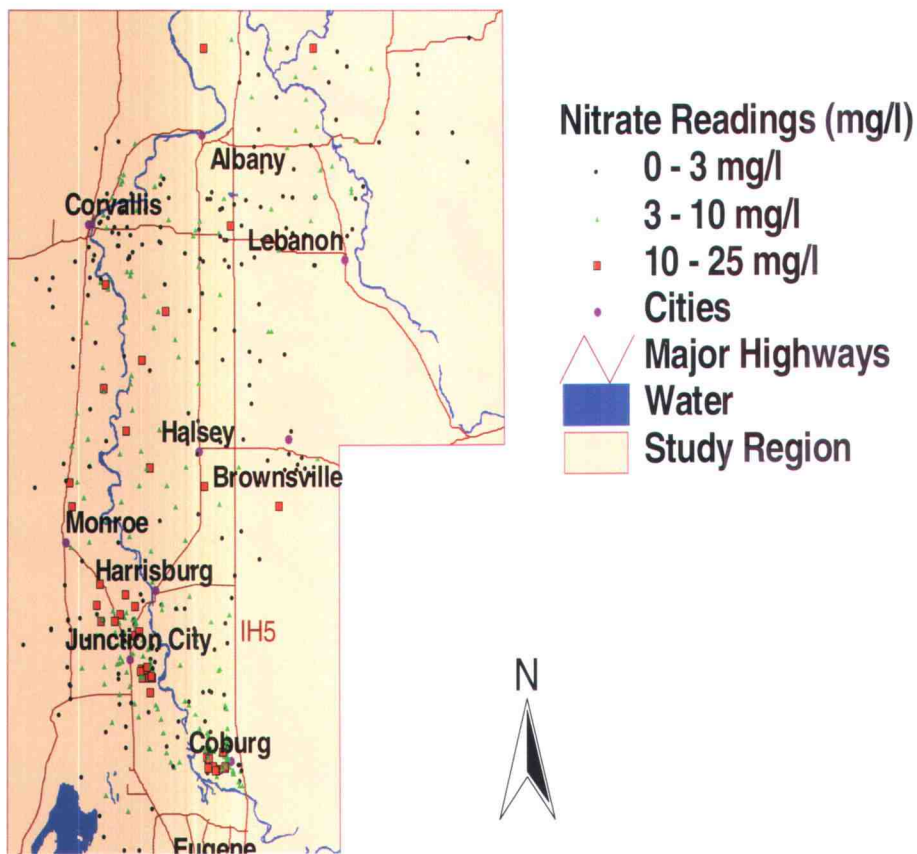 Albany
Corvallis
Lebanoh
Halsey
Brownsville
Monroe
Harrisburg
IH5
Junction City
Coburg
Eugene
Nitrate Readings (mg/l)
0 - 3 mg/l
3 - 10 mg/l
10 - 25 mg/l
Cities
Major Highways
Water
Study Region
N